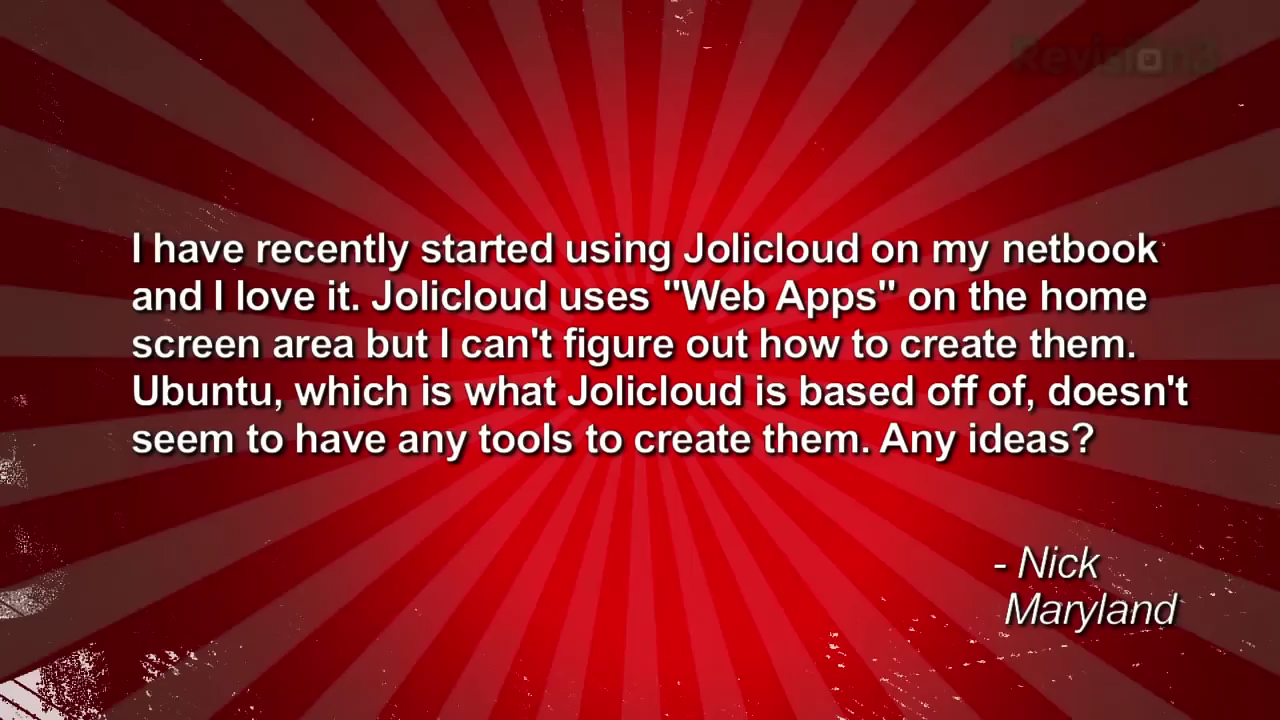 Revision3
I have recently started using Jolicloud on my netbook
and I love it. Jolicloud uses "Web Apps" on the home
screen area but I can't figure out how to create them.
Ubuntu, which is what Jolicloud is based off of, doesn't
seem to have any tools to create them. Any ideas?
- Nick
Maryland